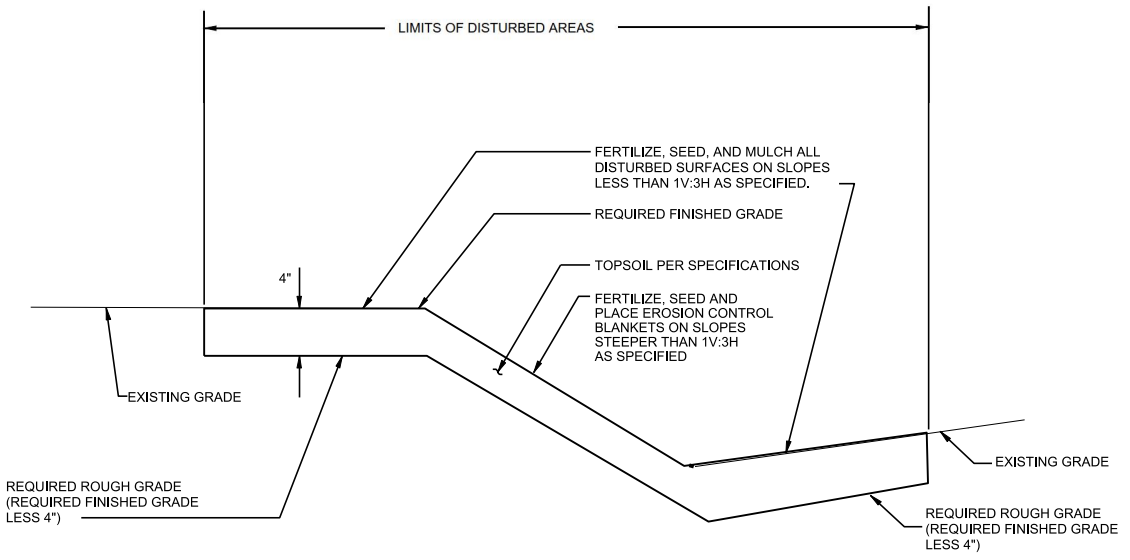 LIMITS OF DISTURBED AREAS
FERTILIZE, SEED, AND MULCH ALL
DISTURBED SURFACES ON SLOPES
LESS THAN 1V:3H AS SPECIFIED.
REQUIRED FINISHED GRADE
4"
TOPSOIL PER SPECIFICATIONS
FERTILIZE, SEED AND
PLACE EROSION CONTROL
BLANKETS ON SLOPES
STEEPER THAN 1V:3H
AS SPECIFIED
EXISTING GRADE
EXISTING GRADE
REQUIRED ROUGH GRADE
(REQUIRED FINISHED GRADE
LESS 4")
REQUIRED ROUGH GRADE
(REQUIRED FINISHED GRADE
LESS 4")